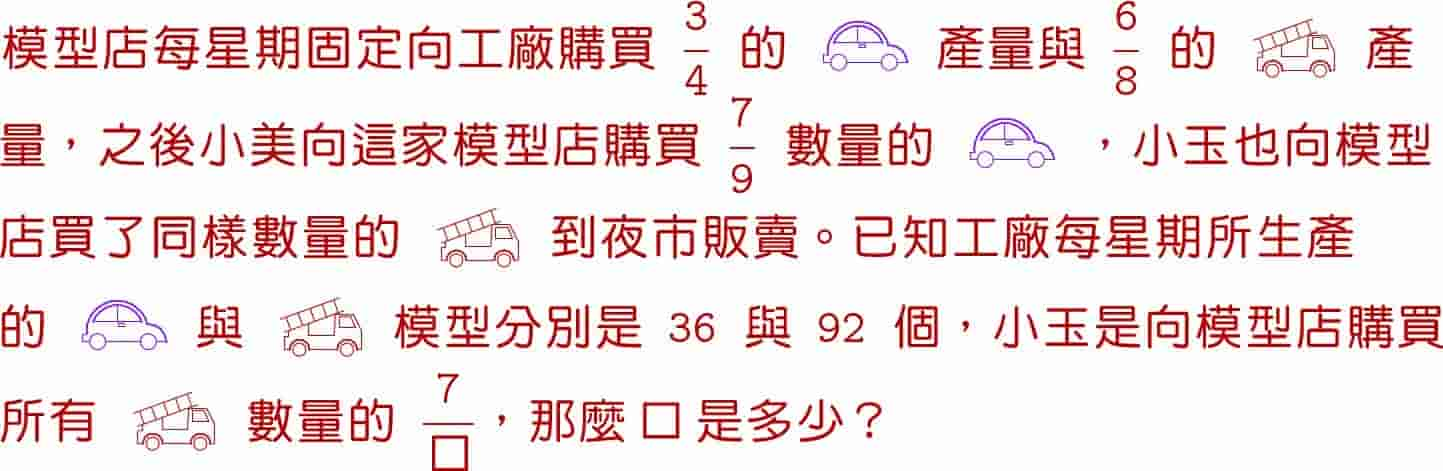 模型店每星期固定向工廠購買 3/4 的 產量與 6/8 的 產
量，之後小美向這家模型店購買 7/9 數量的 ，小玉也向模型
店買了同樣數量的 到夜市販賣。已知工廠每星期所生產
的 與 模型分別是 36 與 92 個，小玉是向模型店購買
所有 數量的 7/□，那麼 □ 是多少？